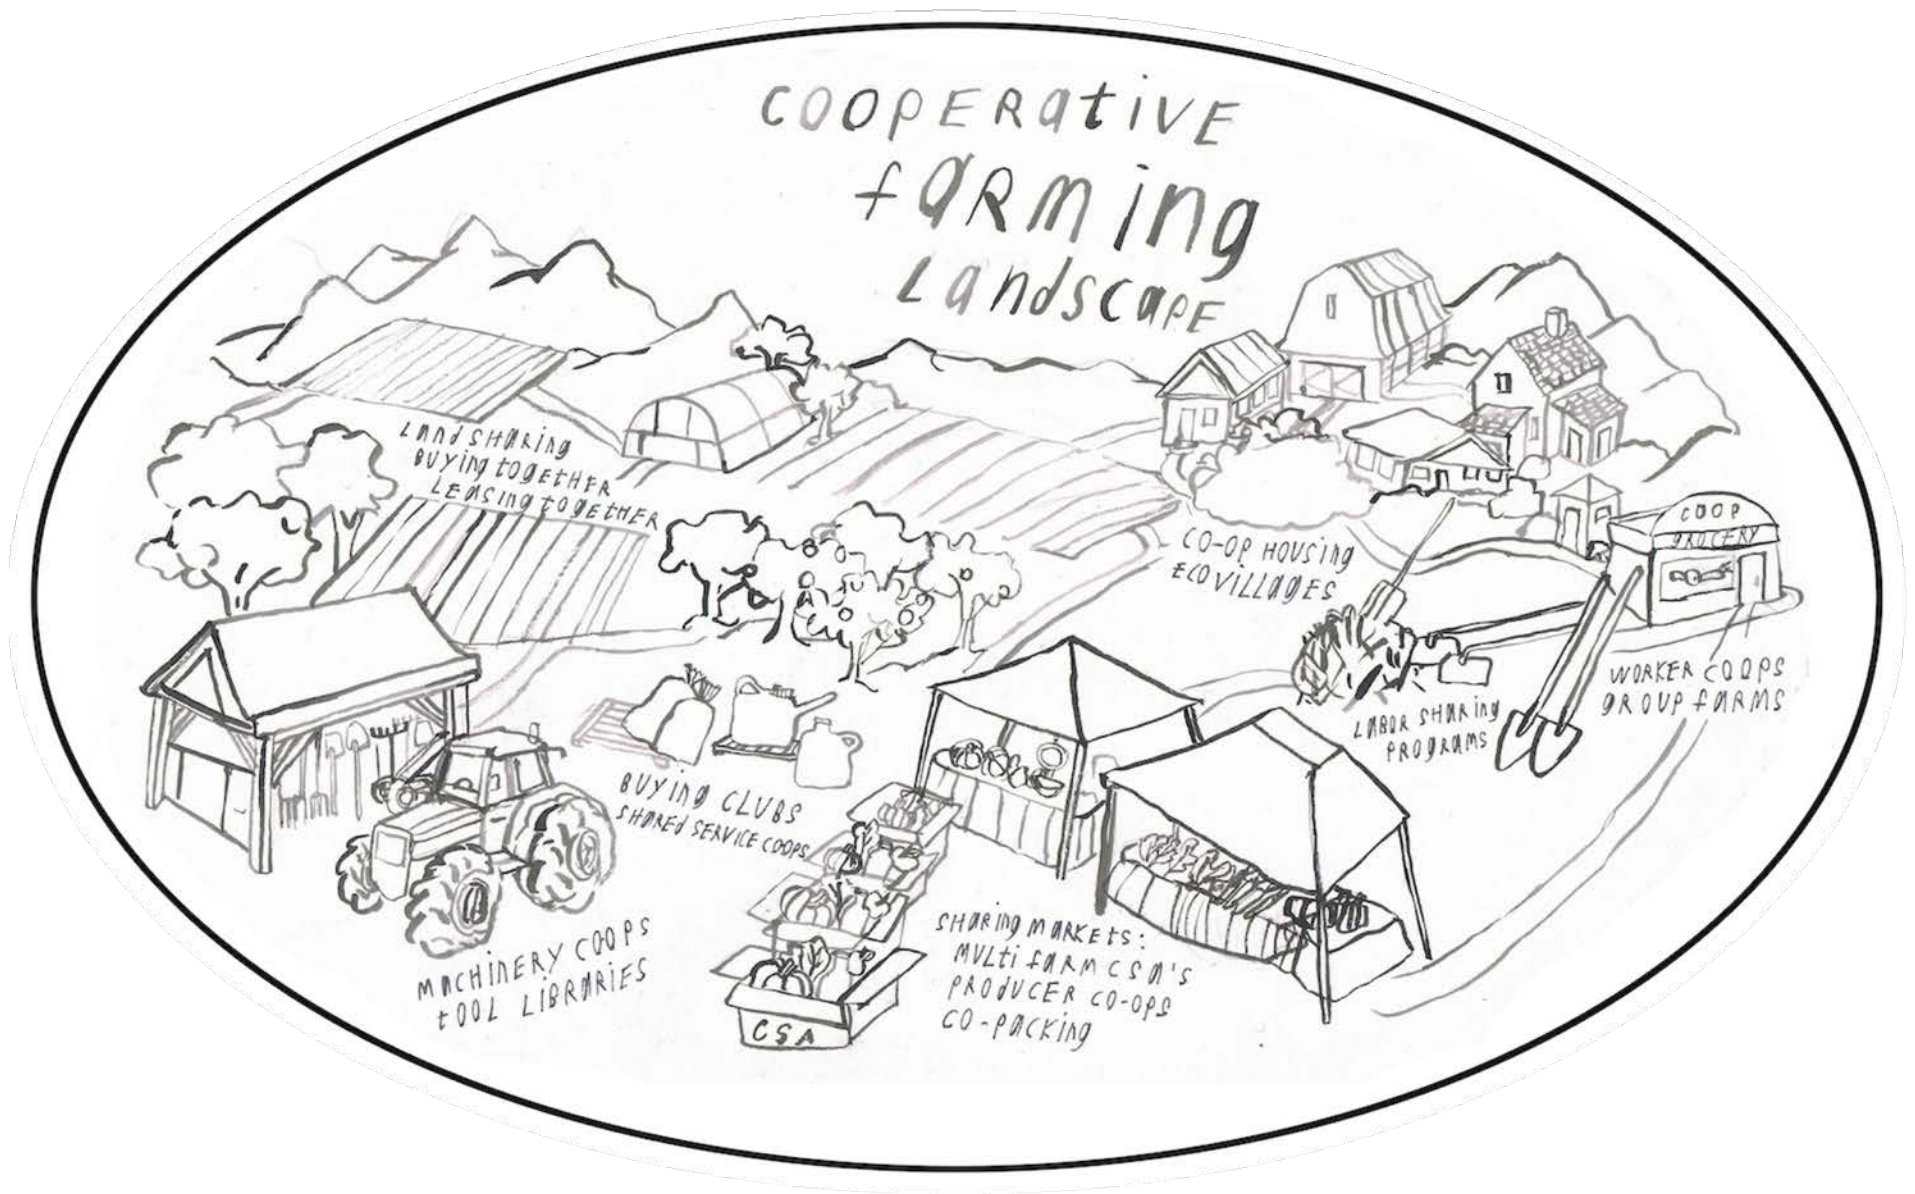 COOPERatiVE
fARMing
LandscaPE
Land SHaRing
BUYing togETHER
LEasing togETHER
CO-OP HOUSing
ECOVILLAGES
COOP
GROCERY
WORKER COOPS
GROUP fARMS
LABOR SHARing
PROGRAMS
BUYing CLUBS
SHAREd SERVICE COOPS
MACHinERY COOPS
tOOL LiBRARiES
SHARing MARKEtS:
MULti fARM CSA's
PROdUCER CO-OPS
CO-PACKing
CSA